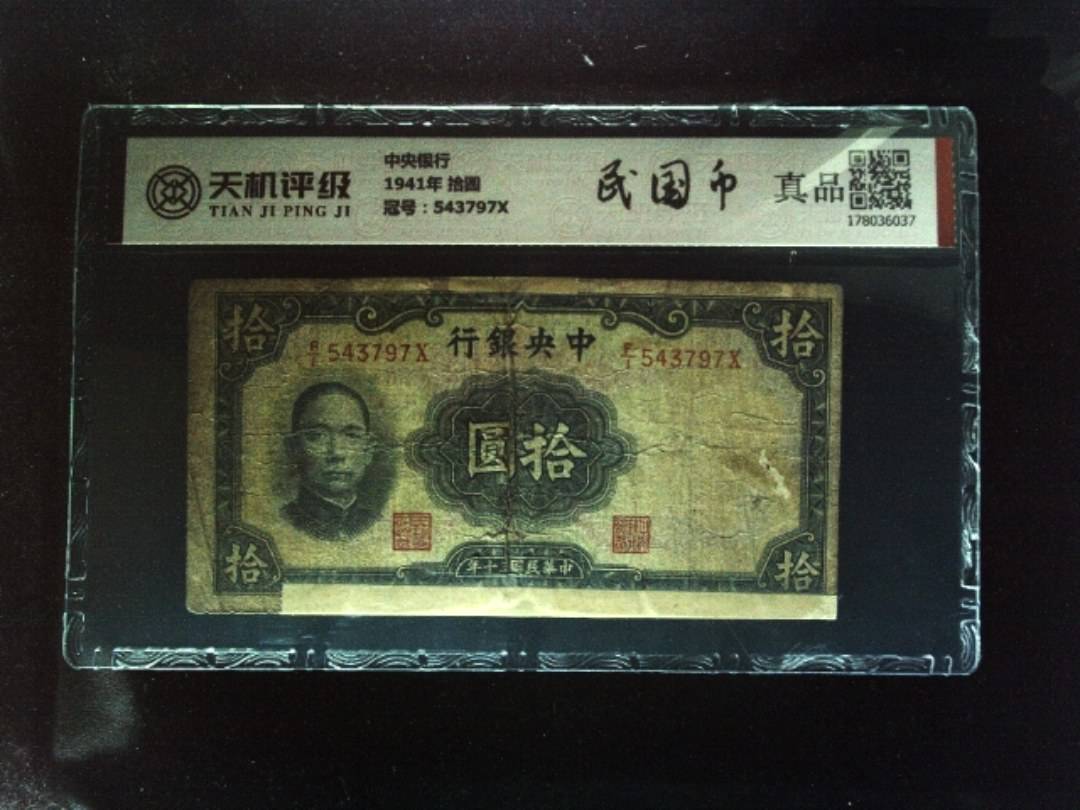 天机评级
TIAN JI PING JI
中央银行
1941年 拾圆
冠号：543797X
民国币
真品
178036037
拾
拾
543797X
行銀央中
543797X
圓拾
拾
年十三國民華中
拾